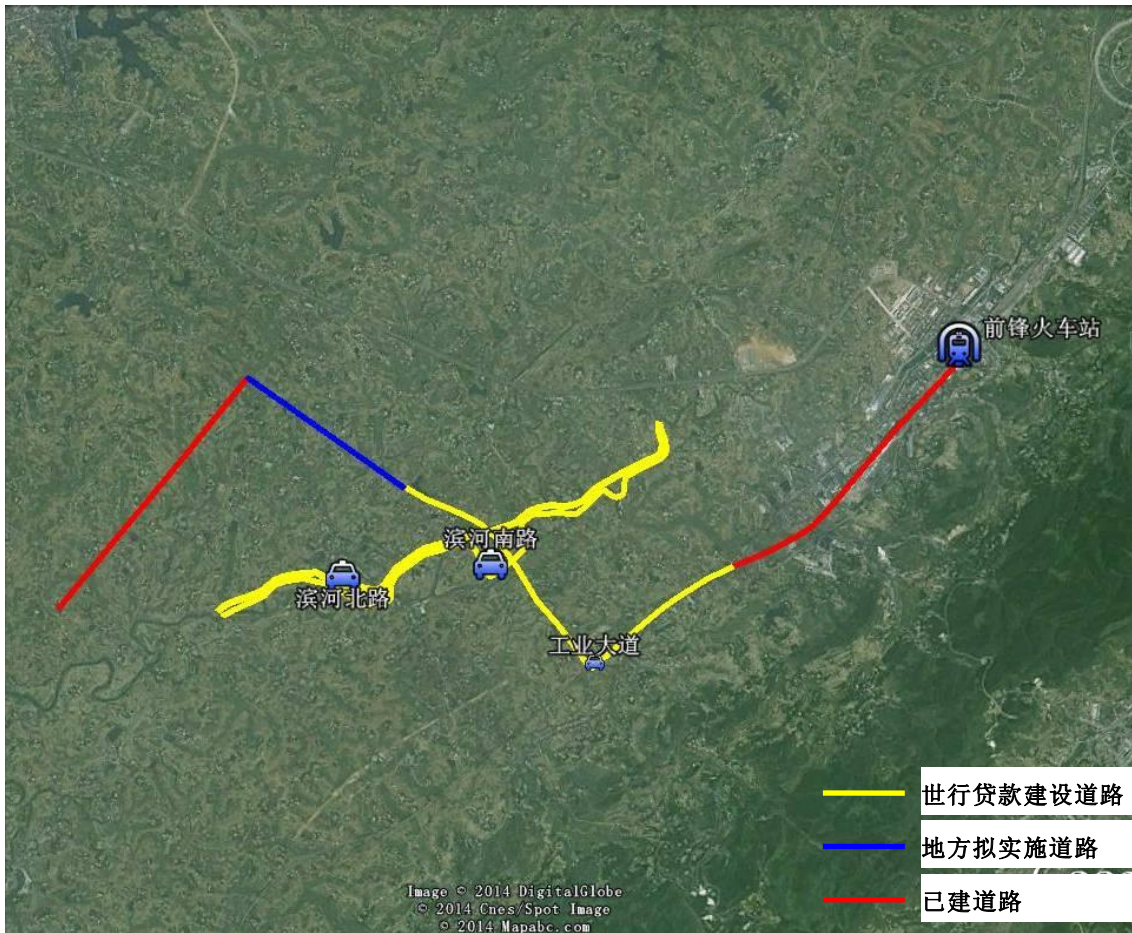 前锋火车站
滨河南路
滨河北路
工业大道
世行贷款建设道路
地方拟实施道路
已建道路
Image © 2014 DigitalGlobe
© 2014 Cnes/Spot Image
© 2014 Mapabc.com